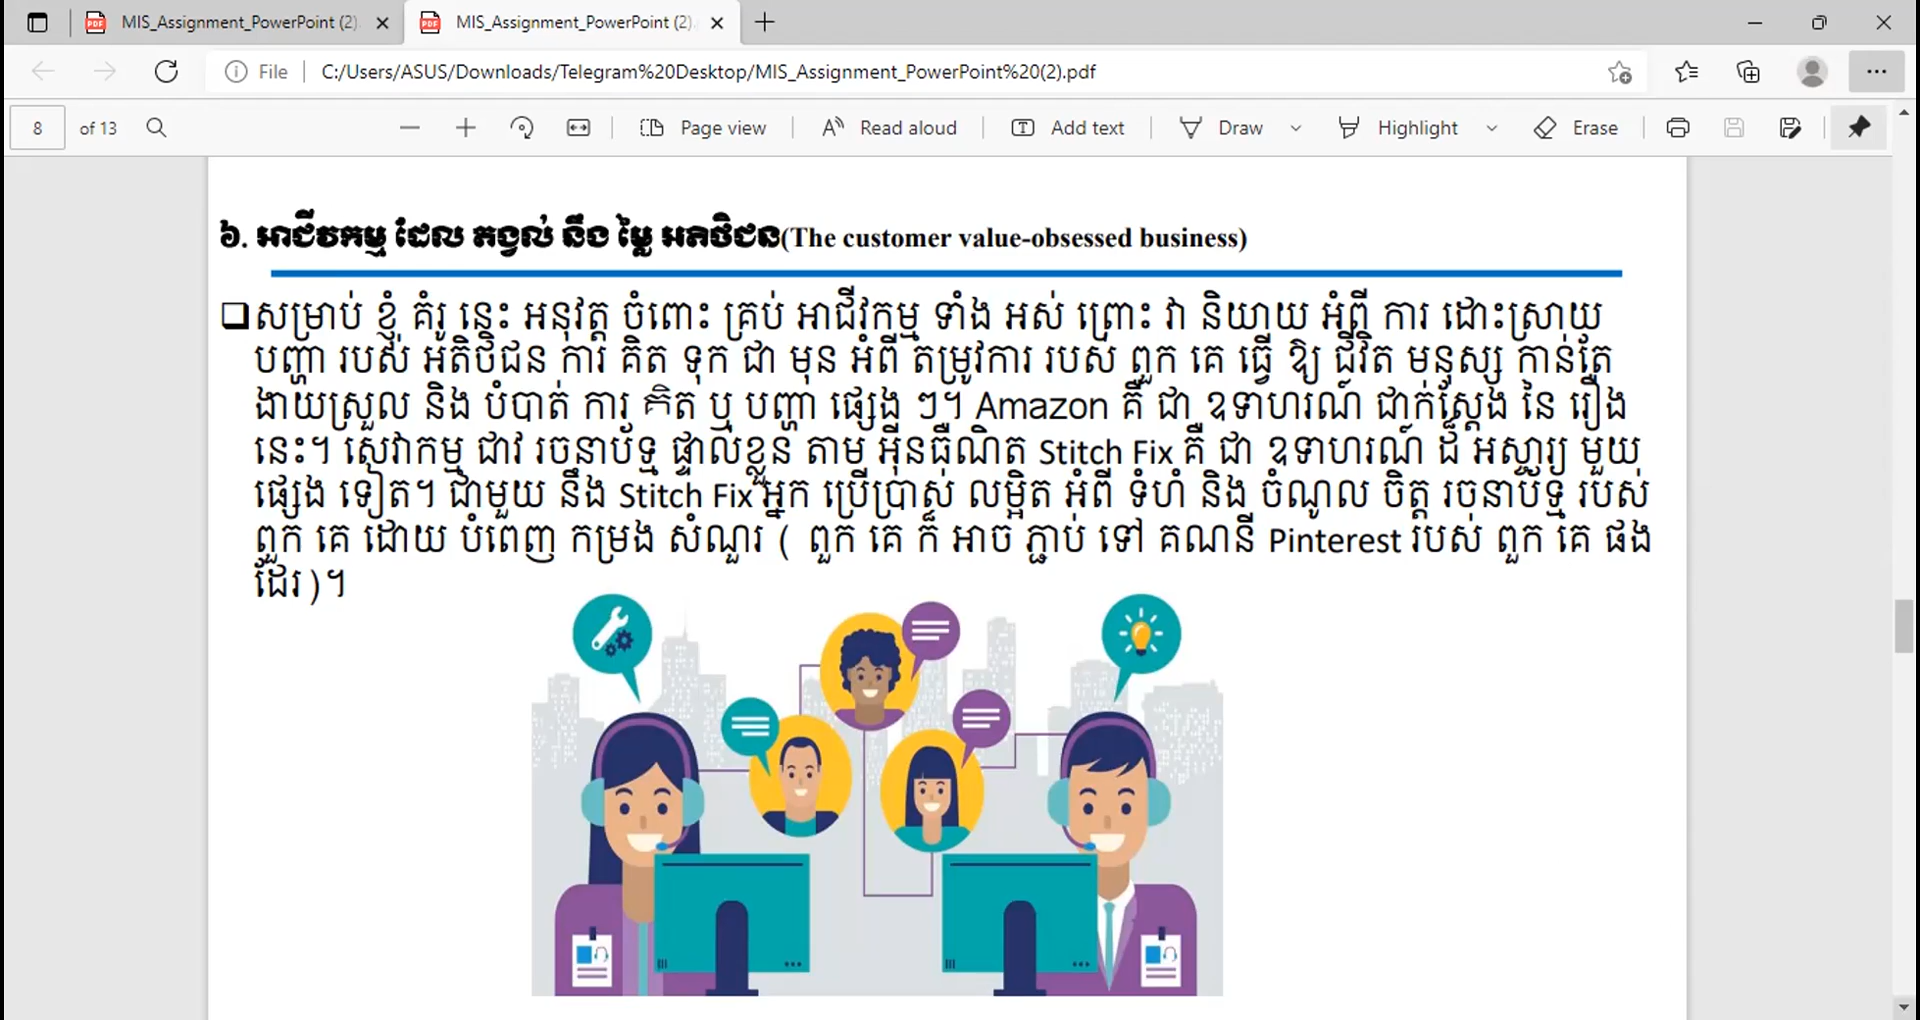 MIS_Assignment_PowerPoint (2).
MIS_Assignment_PowerPoint (2).
File
C:/Users/ASUS/Downloads/Telegram%20Desktop/MIS_Assignment_PowerPoint%20(2).pdf
8 of 13
Page view
Read aloud
Add text
Draw
Highlight
Erase
៦. អាជីវកម្ម ដែល តង្វល់ នឹង ម្លៃ អតិថិជន(The customer value-obsessed business)
សម្រាប់ ខ្ញុំ គំរូ នេះ អនុវត្ត ចំពោះ គ្រប់ អាជីវកម្ម ទាំង អស់ ព្រោះ វា និយាយ អំពី ការ ដោះស្រាយ
បញ្ហា របស់ អតិថិជន ការ គិត ទុក ជា មុន អំពី តម្រូវការ របស់ ពួក គេ ធ្វើ ឱ្យ ជីវិត មនុស្ស កាន់តែ
ងាយស្រួល និង បំបាត់ ការ គិត ឬ បញ្ហា ផ្សេង ៗ។ Amazon គឺ ជា ឧទាហរណ៍ ជាក់ស្តែង នៃ រឿង
នេះ។ សេវាកម្ម ជាវ រចនាប័ទ្ម ផ្ទាល់ខ្លួន តាម អ៊ីនធឺណិត Stitch Fix គឺ ជា ឧទាហរណ៍ ដ៏ អស្ចារ្យ មួយ
ផ្សេង ទៀត។ ជាមួយ នឹង Stitch Fix អ្នក ប្រើប្រាស់ លម្អិត អំពី ទំហំ និង ចំណូល ចិត្ត រចនាប័ទ្ម របស់
ពួក គេ ដោយ បំពេញ កម្រង សំណួរ ( ពួក គេ ក៏ អាច ភ្ជាប់ ទៅ គណនី Pinterest របស់ ពួក គេ ផង
ដែរ )។